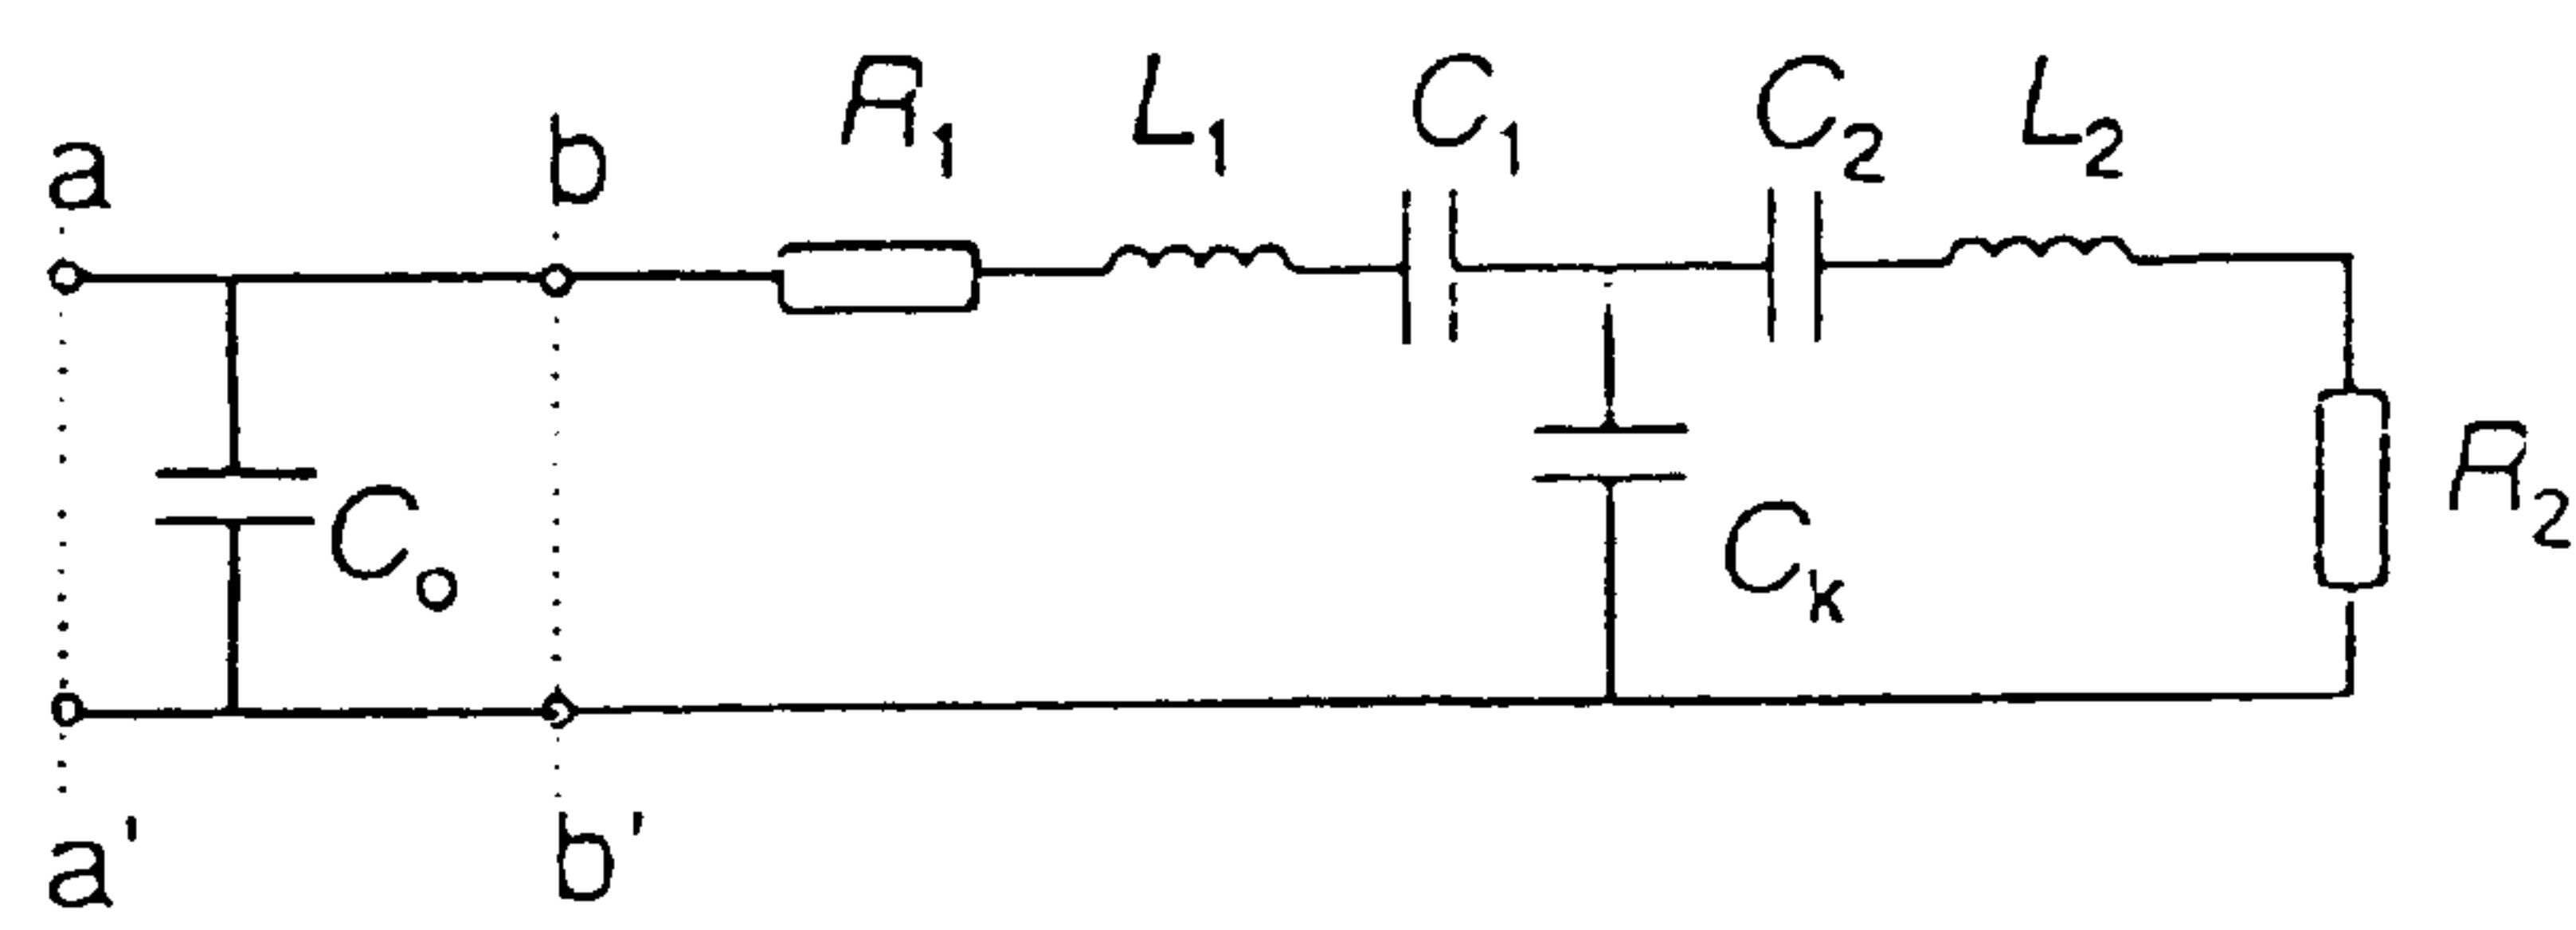 a b R₁ L₁ C₁ C₂ L₂
C₀ Cₖ R₂
a' b'